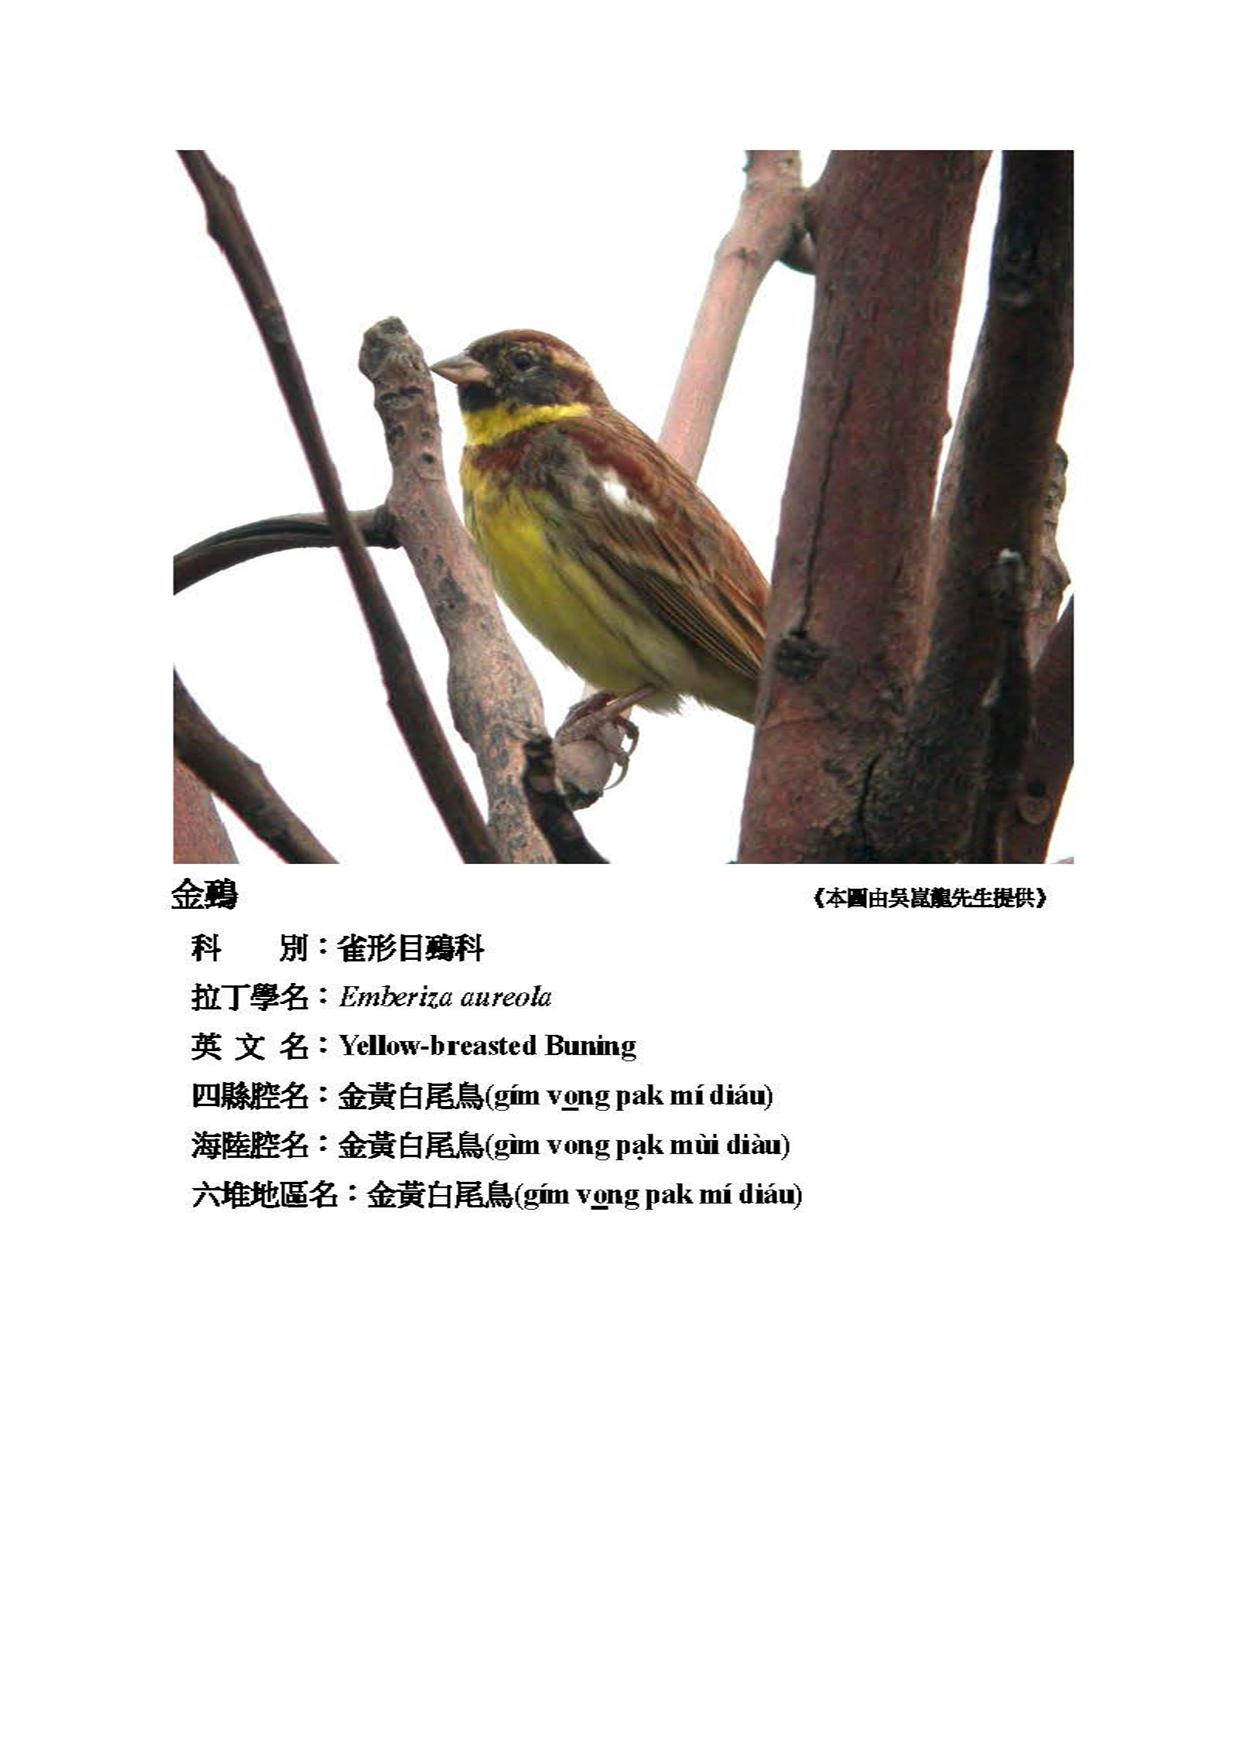 金鵐
《本圖由吳崑龍先生提供》
科 別：雀形目鵐科
拉丁學名：Emberiza aureola
英 文 名：Yellow-breasted Buning
四縣腔名：金黃白尾鳥(gím vo̲ng pak mí diáu)
海陸腔名：金黃白尾鳥(gìm vong pạk mùi diàu)
六堆地區名：金黃白尾鳥(gím vo̲ng pak mí diáu)